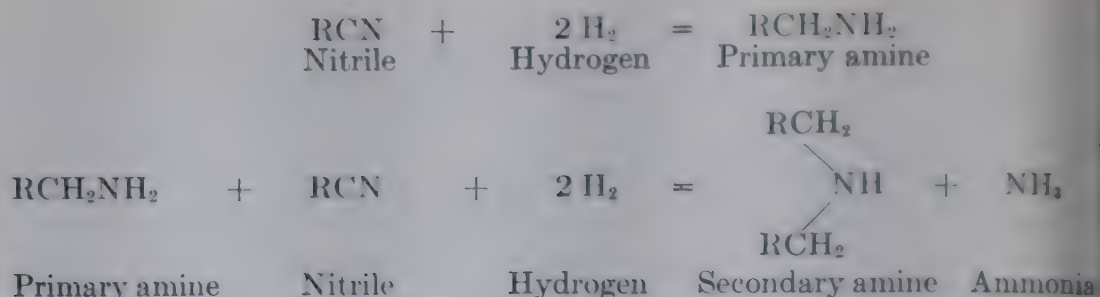 RCN + 2 H₂ = RCH₂NH₂
Nitrile Hydrogen Primary amine
RCH₂
RCH₂NH₂ + RCN + 2 H₂ = NH + NH₃
RCH₂
Primary amine Nitrile Hydrogen Secondary amine Ammonia